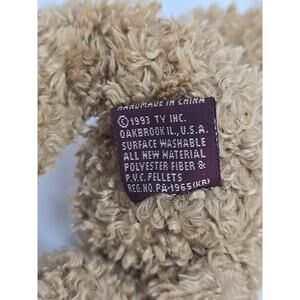 HANDMADE IN CHINA
© 1993 TY INC.
OAKBROOK IL, U.S.A.
SURFACE WASHABLE
ALL NEW MATERIAL
POLYESTER FIBER &
P.V.C. PELLETS
REG. NO. PA-1965(KR)